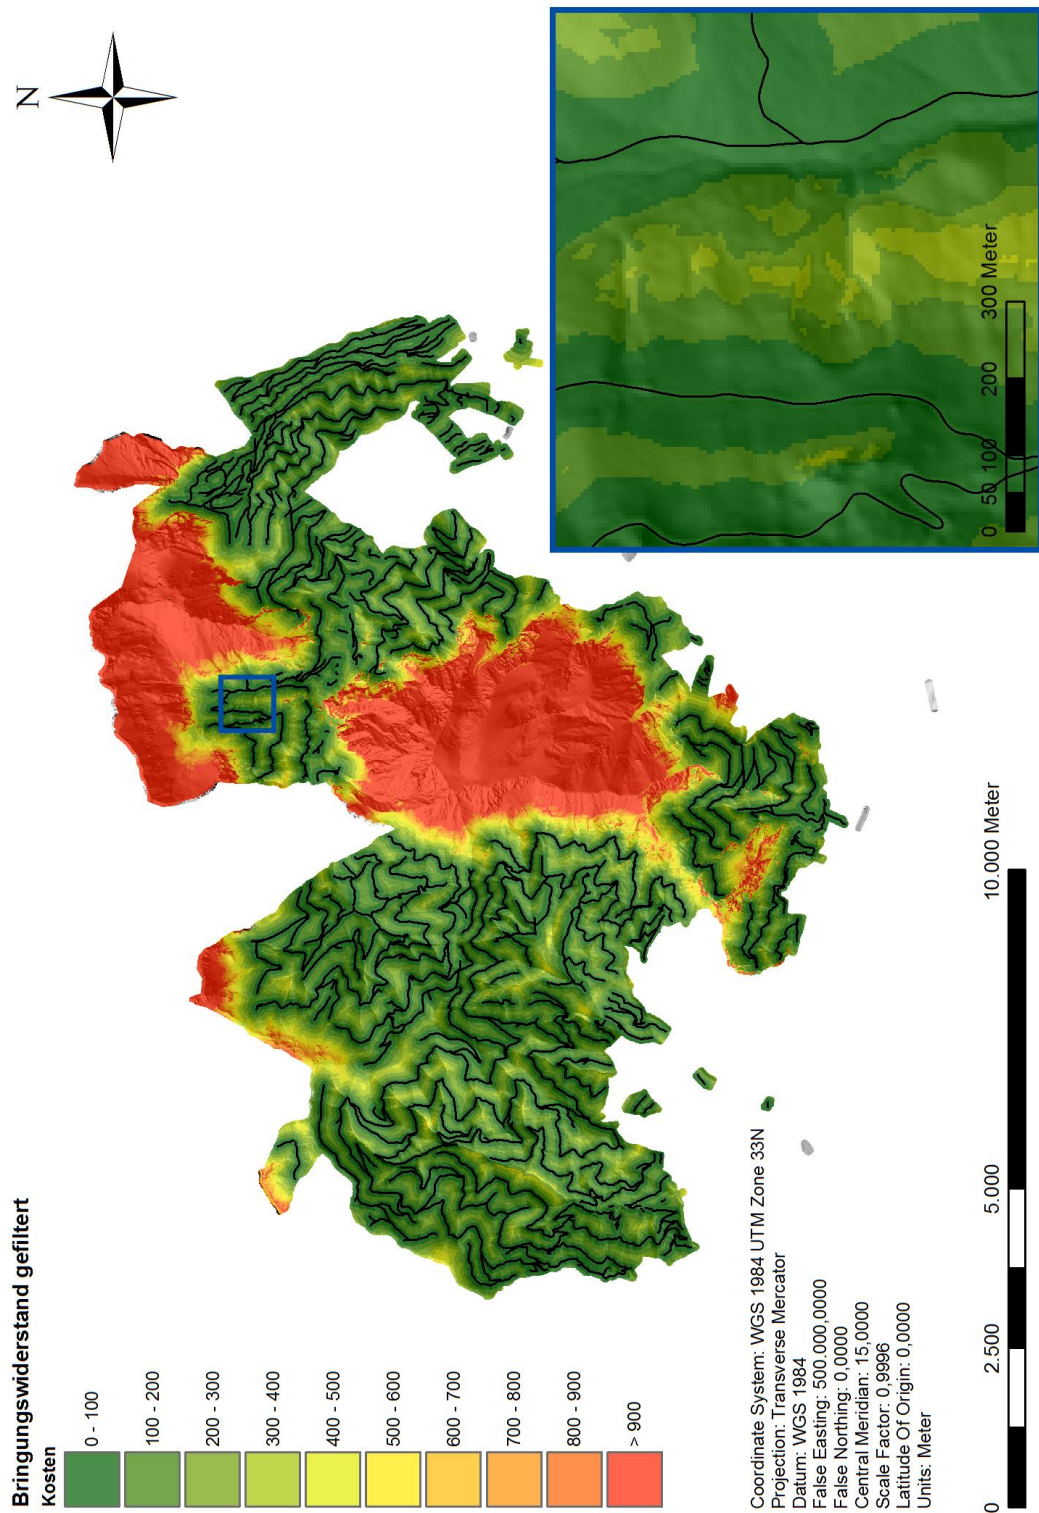 Bringungswiderstand gefiltert
Kosten
0 - 100
100 - 200
200 - 300
300 - 400
400 - 500
500 - 600
600 - 700
700 - 800
800 - 900
> 900
N
Coordinate System: WGS 1984 UTM Zone 33N
Projection: Transverse Mercator
Datum: WGS 1984
False Easting: 500.000,0000
False Northing: 0,0000
Central Meridian: 15,0000
Scale Factor: 0,9996
Latitude Of Origin: 0,0000
Units: Meter
0 2.500 5.000 10.000 Meter
0 50 100 200 300 Meter